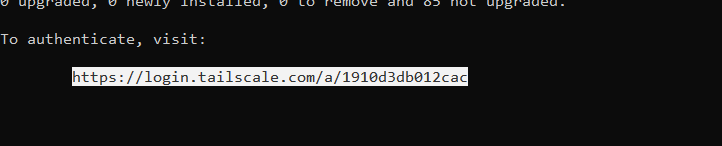 0 upgraded, 0 newly installed, 0 to remove and 85 not upgraded.
To authenticate, visit:
https://login.tailscale.com/a/1910d3db012cac